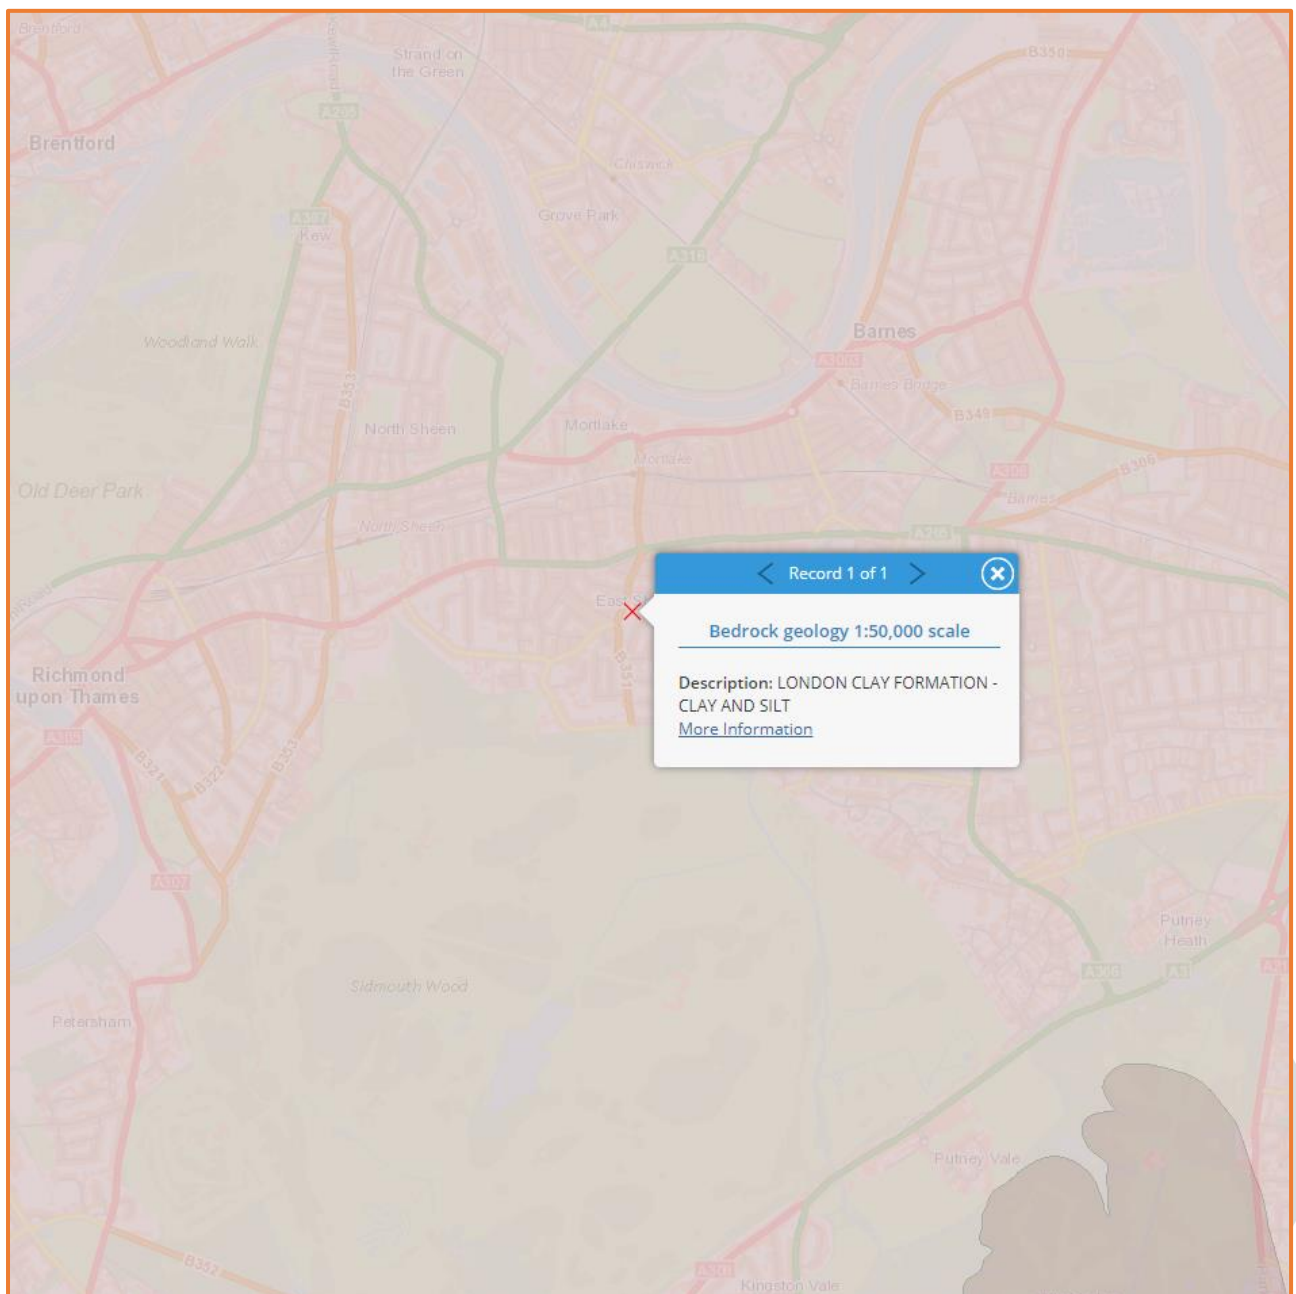 Brentford
A4
B350
Strand on
the Green
A205
Brentford
Chiswick
Grove Park
A307
Kew
A316
Woodland Walk
Barnes
A3003
Barnes Bridge
B353
North Sheen
Mortlake
B349
Mortlake
Old Deer Park
A306
B306
Barnes
North Sheen
A205
Record 1 of 1
East
Bedrock geology 1:50,000 scale
B351
Richmond
upon Thames
Description: LONDON CLAY FORMATION -
CLAY AND SILT
More Information
A305
B321
B322
B353
A307
Putney
Heath
A306
A3
Sidmouth Wood
Petersham
Putney Vale
B352
A308
Kingston Vale